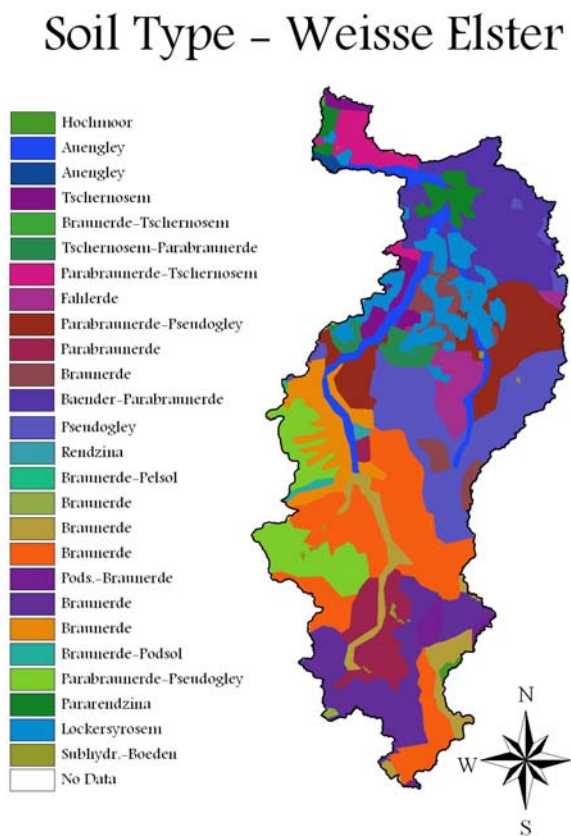 Soil Type - Weisse Elster
Hochmoor
Auengley
Auengley
Tschernosem
Braunerde-Tschernosem
Tschernosem-Parabraunerde
Parabraunerde-Tschernosem
Fahlerde
Parabraunerde-Pseudogley
Parabraunerde
Braunerde
Baender-Parabraunerde
Pseudogley
Rendzina
Braunerde-Pelsol
Braunerde
Braunerde
Braunerde
Pods.-Braunerde
Braunerde
Braunerde
Braunerde-Podsol
Parabraunerde-Pseudogley
Pararendzina
Lockersyrosem
Subhydr.-Boeden
No Data
N
W
E
S